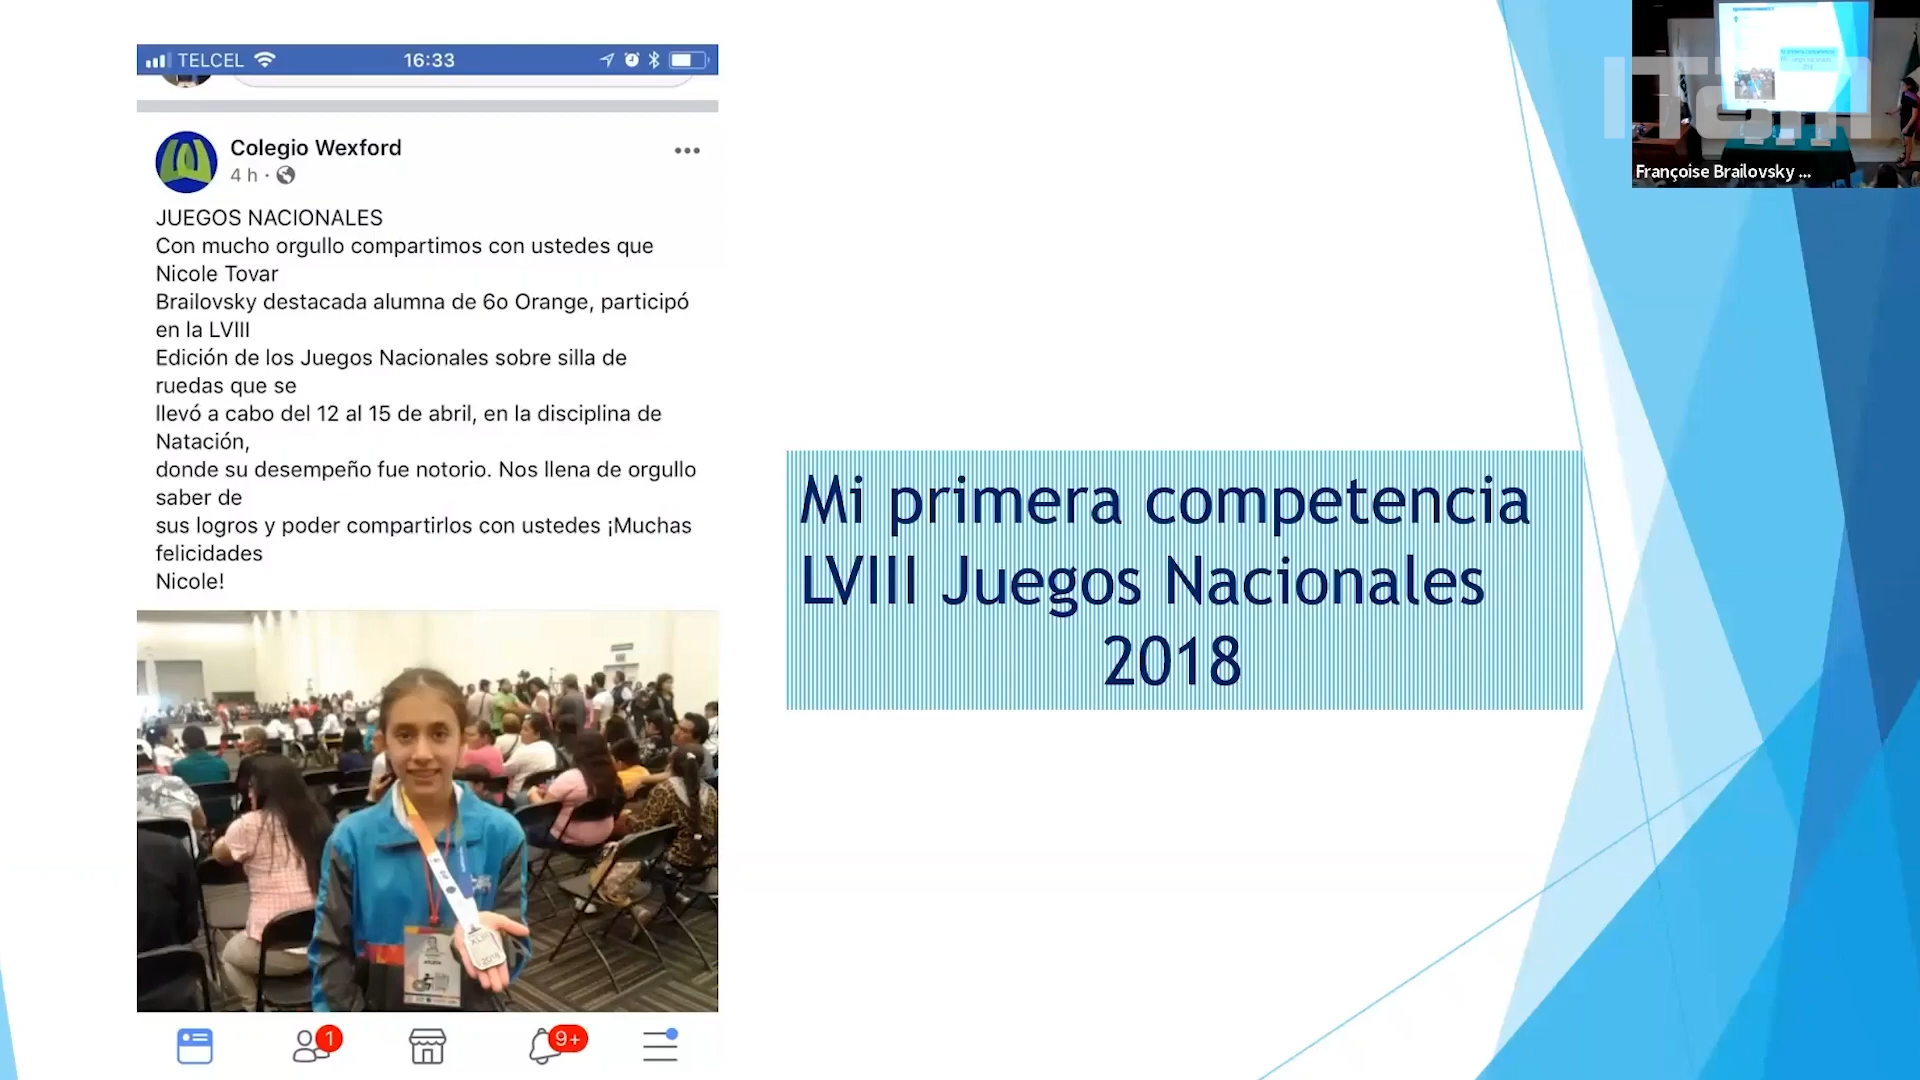 TELCEL 16:33
Colegio Wexford
4 h ·
JUEGOS NACIONALES
Con mucho orgullo compartimos con ustedes que
Nicole Tovar
Brailovsky destacada alumna de 6o Orange, participó
en la LVIII
Edición de los Juegos Nacionales sobre silla de
ruedas que se
llevó a cabo del 12 al 15 de abril, en la disciplina de
Natación,
donde su desempeño fue notorio. Nos llena de orgullo
saber de
sus logros y poder compartirlos con ustedes ¡Muchas
felicidades
Nicole!
2018
1
9+
Mi primera competencia
LVIII Juegos Nacionales
2018
ITAM
Françoise Brailovsky ...